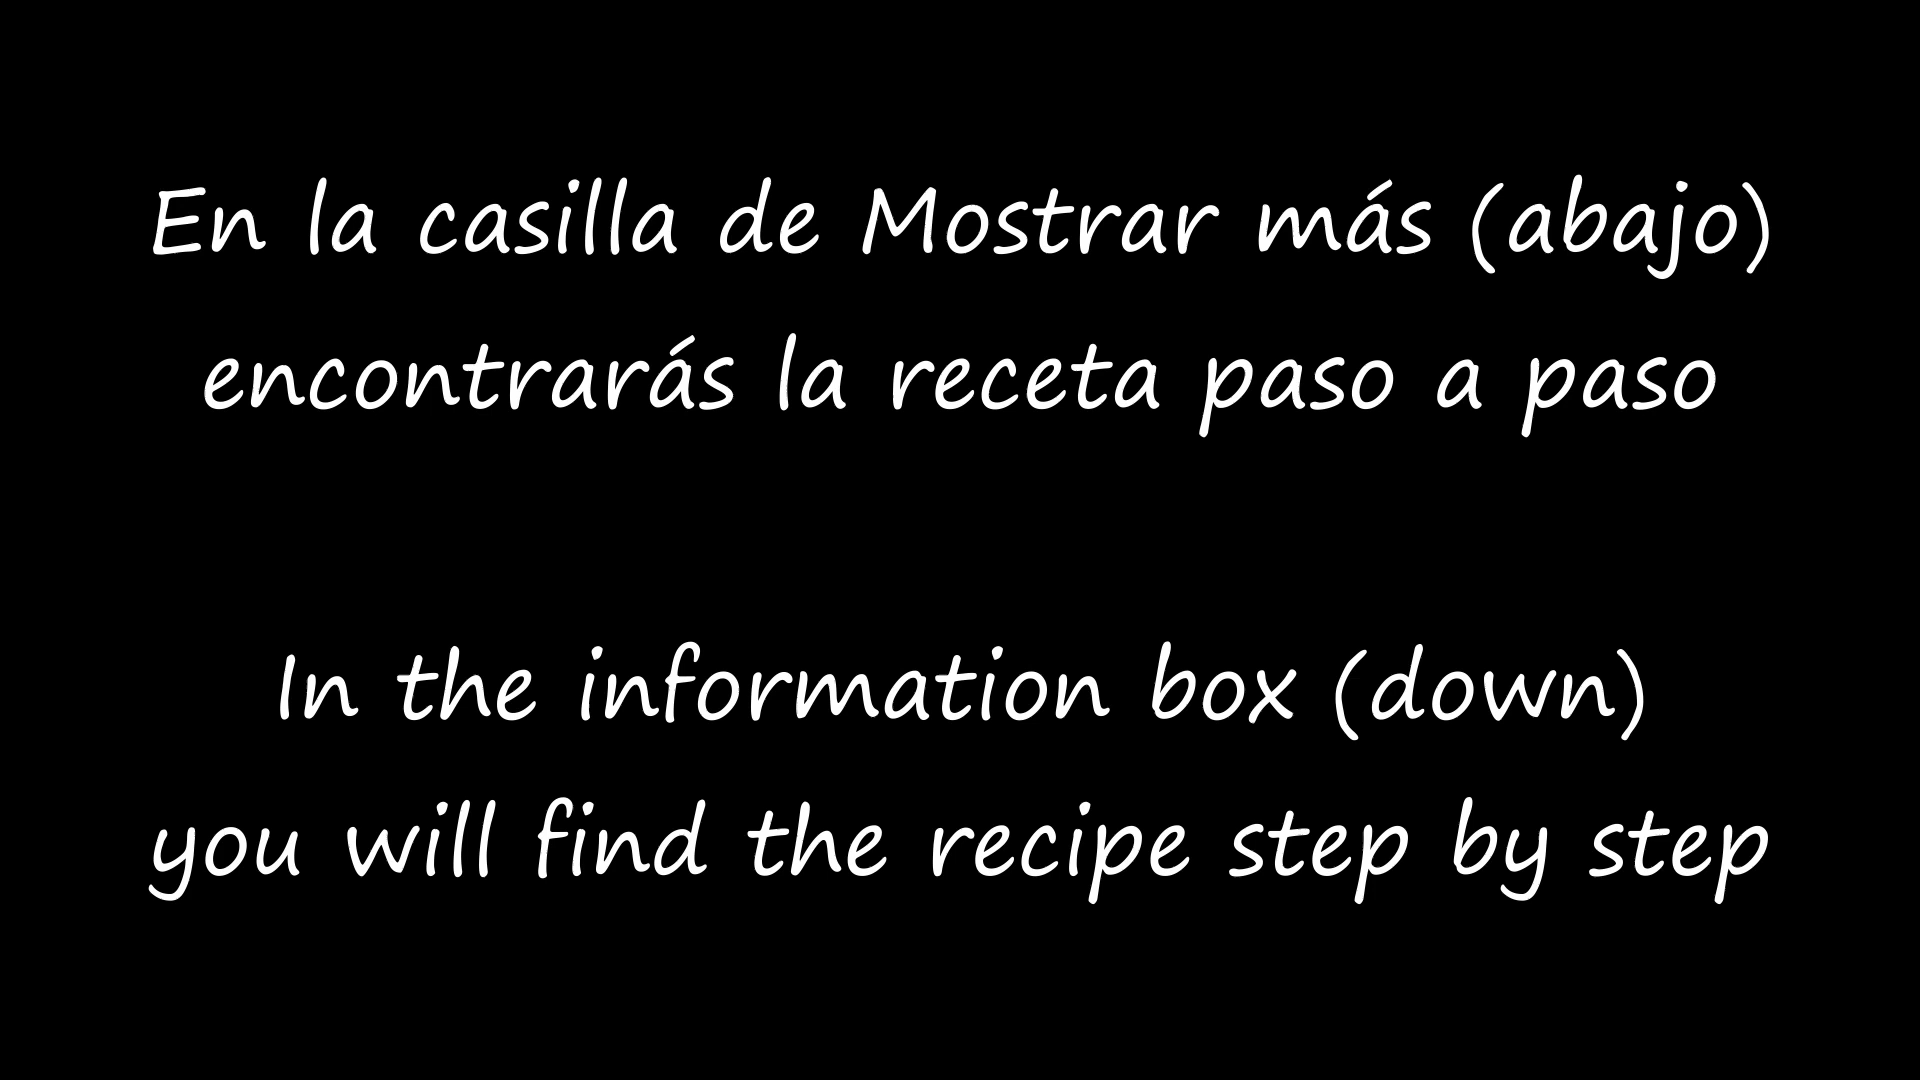 En la casilla de Mostrar más (abajo)
encontrarás la receta paso a paso
In the information box (down)
you will find the recipe step by step